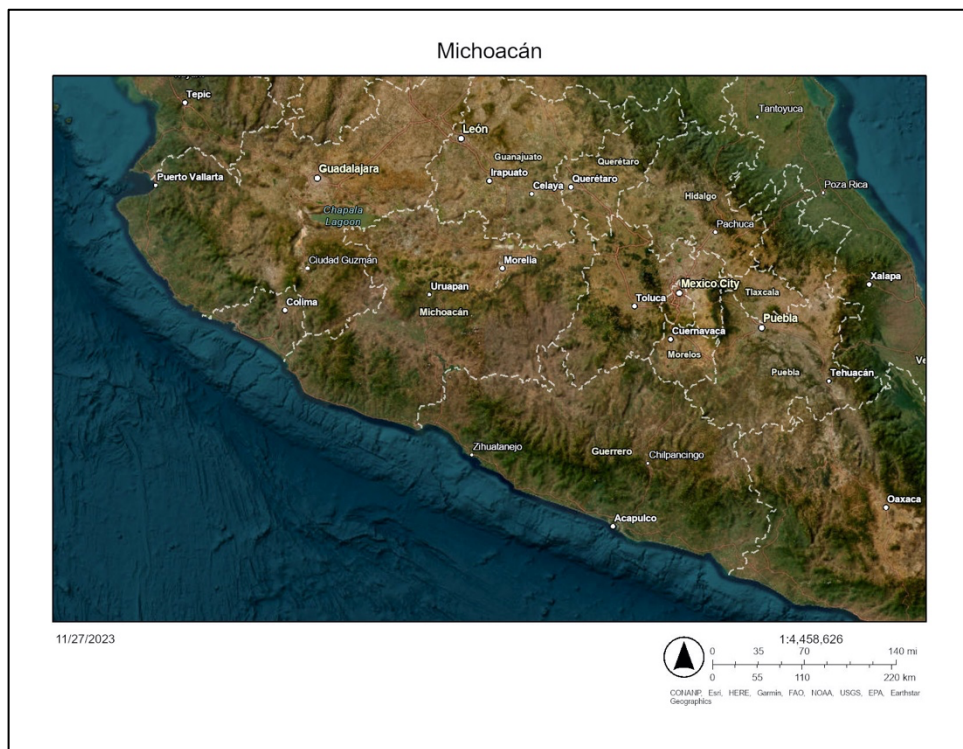 Michoacán
Tepic
Tantoyuca
León
Guanajuato
Querétaro
Guadalajara
Puerto Vallarta
Irapuato
Celaya
Querétaro
Poza Rica
Hidalgo
Chapala
Lagoon
Pachuca
Ciudad Guzmán
Morelia
Xalapa
Uruapan
Mexico City
Tlaxcala
Colima
Michoacán
Toluca
Puebla
Cuernavaca
Morelos
Ve
Puebla
Tehuacán
Zihuatanejo
Guerrero
Chilpancingo
Oaxaca
Acapulco
11/27/2023
1:4,458,626
0 35 70 140 mi
0 55 110 220 km
CONANP, Esri, HERE, Garmin, FAO, NOAA, USGS, EPA, Earthstar
Geographics